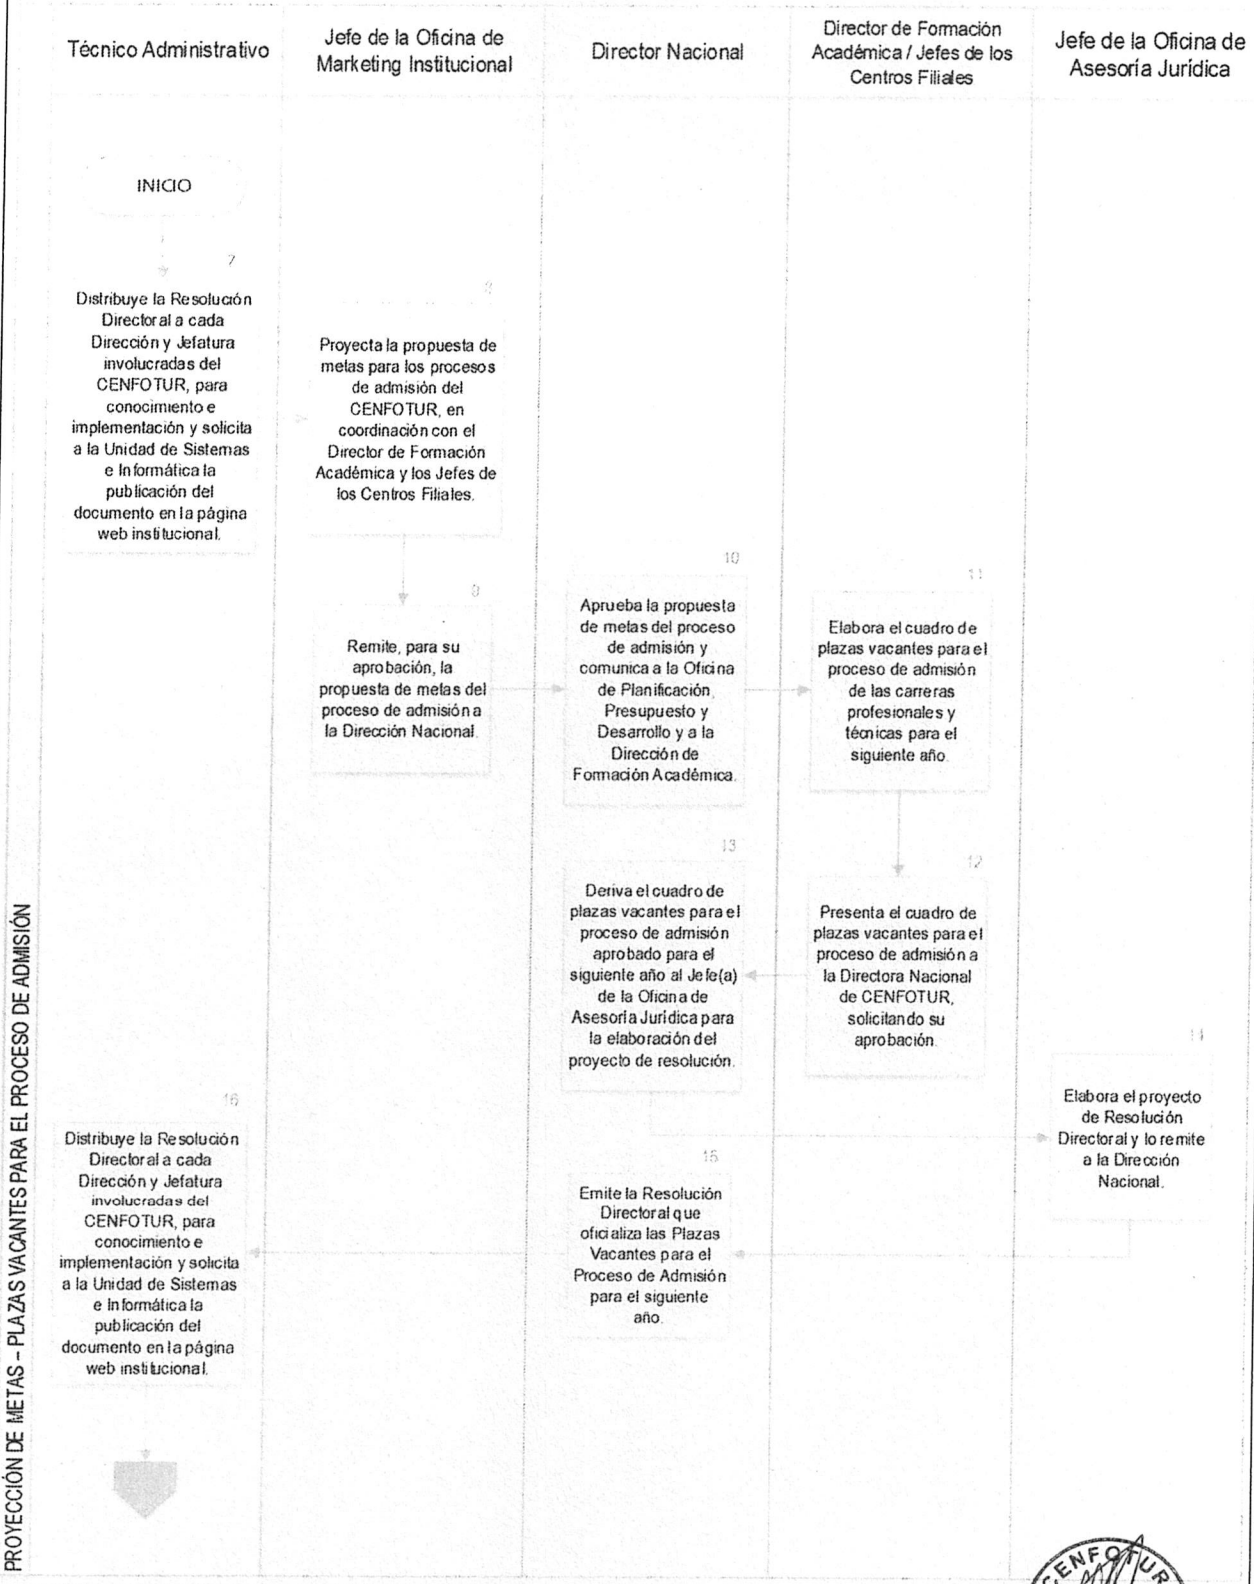 Técnico Administrativo
Jefe de la Oficina de
Marketing Institucional
Director Nacional
Director de Formación
Académica / Jefes de los
Centros Filiales
Jefe de la Oficina de
Asesoría Jurídica
PROYECCIÓN DE METAS – PLAZAS VACANTES PARA EL PROCESO DE ADMISIÓN
INICIO
7
Distribuye la Resolución
Directoral a cada
Dirección y Jefatura
involucradas del
CENFOTUR, para
conocimiento e
implementación y solicita
a la Unidad de Sistemas
e Informática la
publicación del
documento en la página
web institucional.
8
Proyecta la propuesta de
metas para los procesos
de admisión del
CENFOTUR, en
coordinación con el
Director de Formación
Académica y los Jefes de
los Centros Filiales.
9
Remite, para su
aprobación, la
propuesta de metas del
proceso de admisión a
la Dirección Nacional.
10
Aprueba la propuesta
de metas del proceso
de admisión y
comunica a la Oficina
de Planificación,
Presupuesto y
Desarrollo y a la
Dirección de
Formación Académica.
11
Elabora el cuadro de
plazas vacantes para el
proceso de admisión
de las carreras
profesionales y
técnicas para el
siguiente año.
12
Presenta el cuadro de
plazas vacantes para el
proceso de admisión a
la Directora Nacional
de CENFOTUR,
solicitando su
aprobación.
13
Deriva el cuadro de
plazas vacantes para el
proceso de admisión
aprobado para el
siguiente año al Jefe(a)
de la Oficina de
Asesoría Jurídica para
la elaboración del
proyecto de resolución.
14
Elabora el proyecto
de Resolución
Directoral y lo remite
a la Dirección
Nacional.
15
Emite la Resolución
Directoral que
oficializa las Plazas
Vacantes para el
Proceso de Admisión
para el siguiente
año.
16
Distribuye la Resolución
Directoral a cada
Dirección y Jefatura
involucradas del
CENFOTUR, para
conocimiento e
implementación y solicita
a la Unidad de Sistemas
e Informática la
publicación del
documento en la página
web institucional.
CENFOTUR